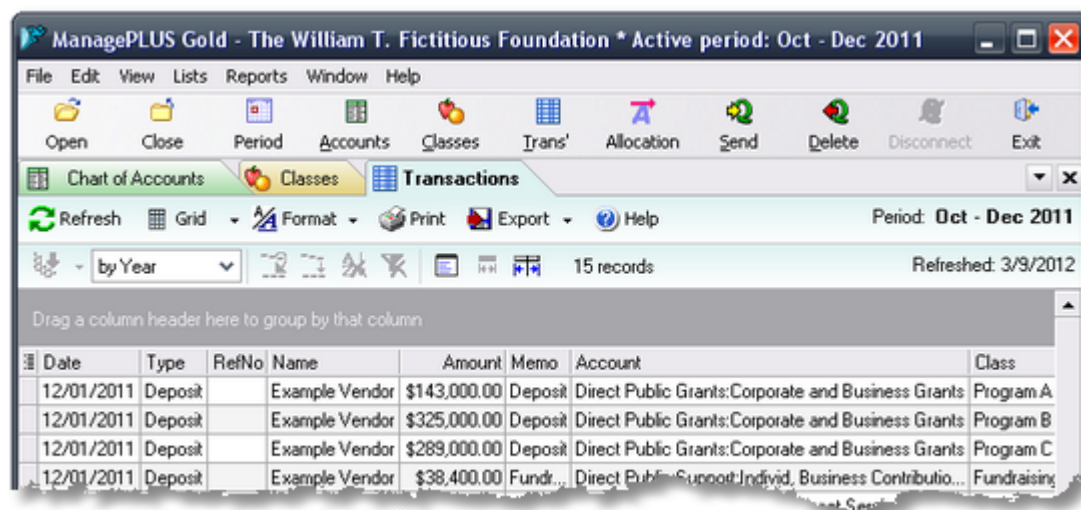 ManagePLUS Gold - The William T. Fictitious Foundation * Active period: Oct - Dec 2011
File Edit View Lists Reports Window Help
Open Close Period Accounts Classes Trans' Allocation Send Delete Disconnect Exit
Chart of Accounts Classes Transactions
Refresh Grid Format Print Export Help Period: Oct - Dec 2011
by Year 15 records Refreshed: 3/9/2012
Drag a column header here to group by that column
Date Type RefNo Name Amount Memo Account Class
12/01/2011 Deposit Example Vendor $143,000.00 Deposit Direct Public Grants:Corporate and Business Grants Program A
12/01/2011 Deposit Example Vendor $325,000.00 Deposit Direct Public Grants:Corporate and Business Grants Program B
12/01/2011 Deposit Example Vendor $289,000.00 Deposit Direct Public Grants:Corporate and Business Grants Program C
12/01/2011 Deposit Example Vendor $38,400.00 Fundr... Direct Public Support:Individ, Business Contributio... Fundraising